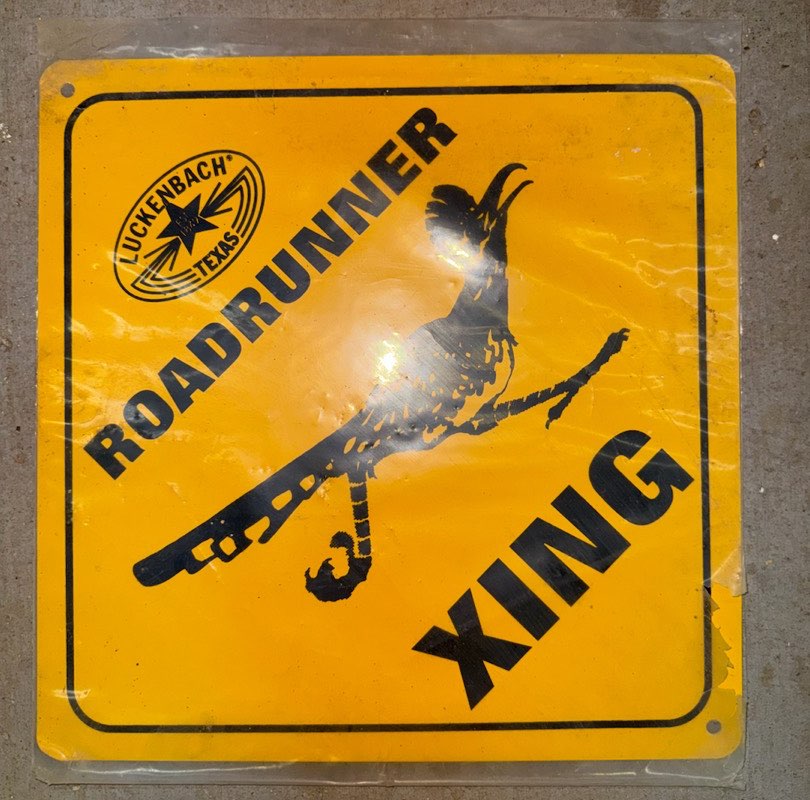 LUCKENBACH®
TEXAS
ROADRUNNER
XING